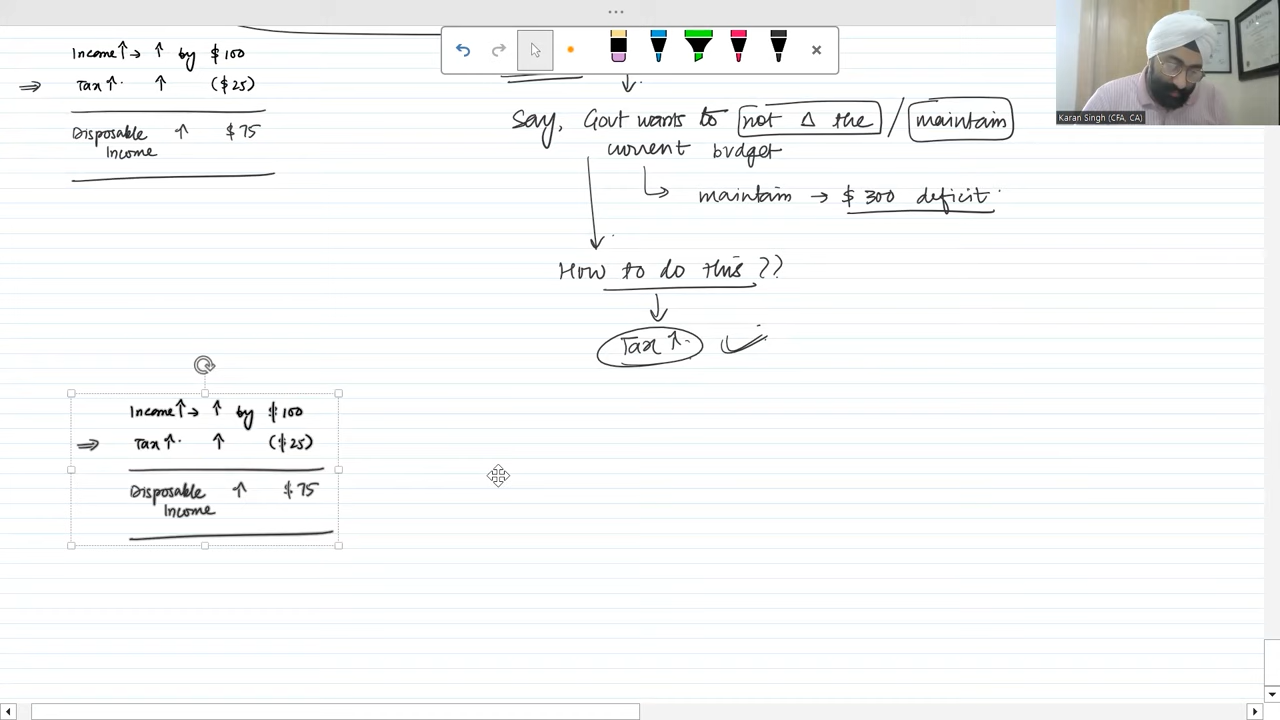 Income ↑ → ↑ by $ 100
⇒ Tax ↑. ↑ ($ 25)
Disposable Income ↑ $ 75
Say, Govt wants to not Δ the / maintain
current budget
maintain → $ 300 deficit.
How to do this ??
Tax ↑.
Income ↑ → ↑ by $ 100
⇒ Tax ↑. ↑ ($ 25)
Disposable Income ↑ $ 75
Karan Singh (CFA, CA)